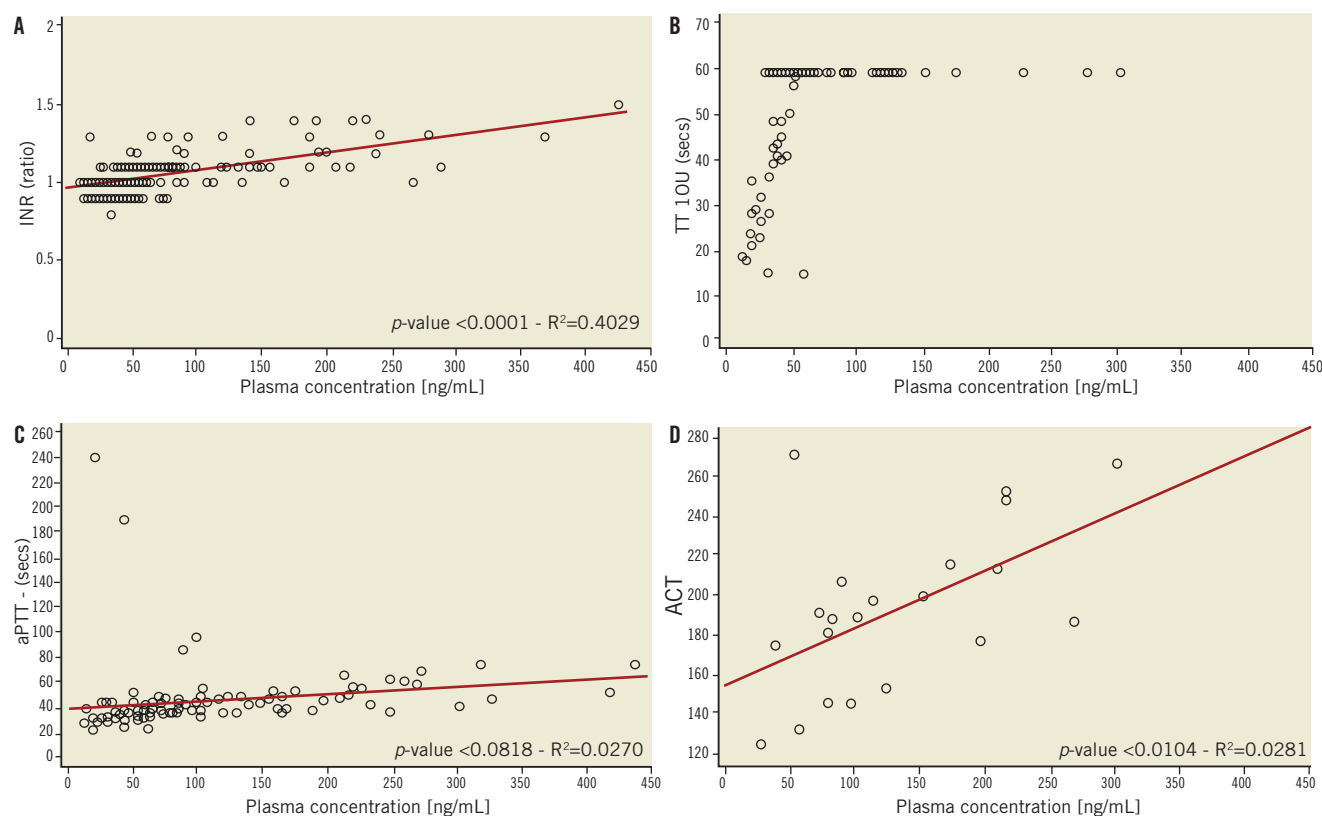 A
INR (ratio)
2
1.5
1
0.5
0
p-value <0.0001 - R²=0.4029
0 50 100 150 200 250 300 350 400 450
Plasma concentration [ng/mL]
B
TT 10U (secs)
70
60
50
40
30
20
10
0
0 50 100 150 200 250 300 350 400 450
Plasma concentration [ng/mL]
C
aPTT - (secs)
260
240
220
200
180
160
140
120
100
80
60
40
20
0
p-value <0.0818 - R²=0.0270
0 50 100 150 200 250 300 350 400 450
Plasma concentration [ng/mL]
D
ACT
280
260
240
220
200
180
160
140
120
p-value <0.0104 - R²=0.0281
0 50 100 150 200 250 300 350 400 450
Plasma concentration [ng/mL]